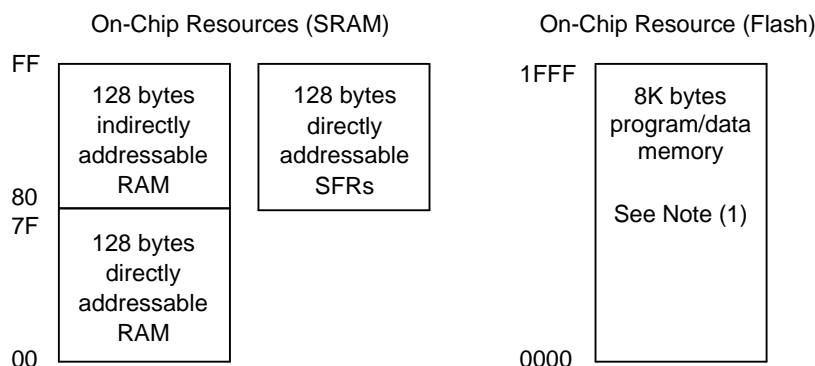 On-Chip Resources (SRAM)
FF
128 bytes
indirectly
addressable
RAM
80
7F
128 bytes
directly
addressable
RAM
00
128 bytes
directly
addressable
SFRs
On-Chip Resource (Flash)
1FFF
8K bytes
program/data
memory
See Note (1)
0000